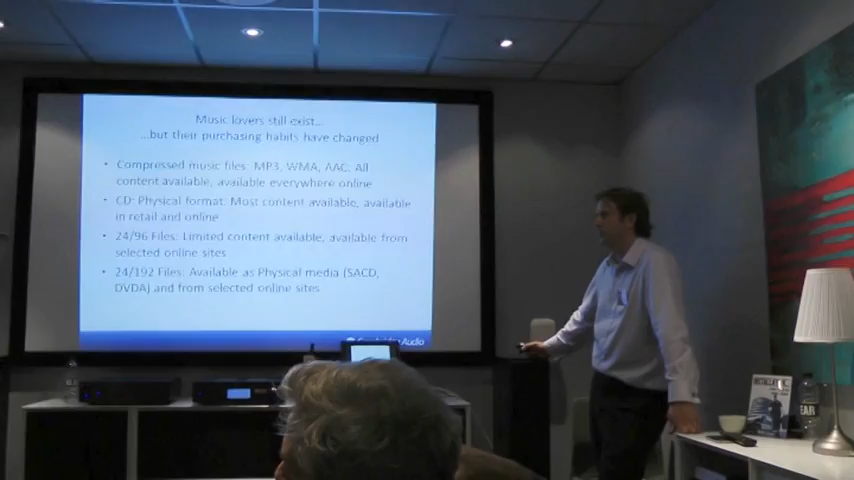 Music lovers still exist...
...but their purchasing habits have changed
• Compressed music files: MP3, WMA, AAC. All
content available, available everywhere online
• CD: Physical format: Most content available, available
in retail and online
• 24/96 Files: Limited content available, available from
selected online sites
• 24/192 Files: Available as Physical media (SACD,
DVDA) and from selected online sites
Audio
EAR